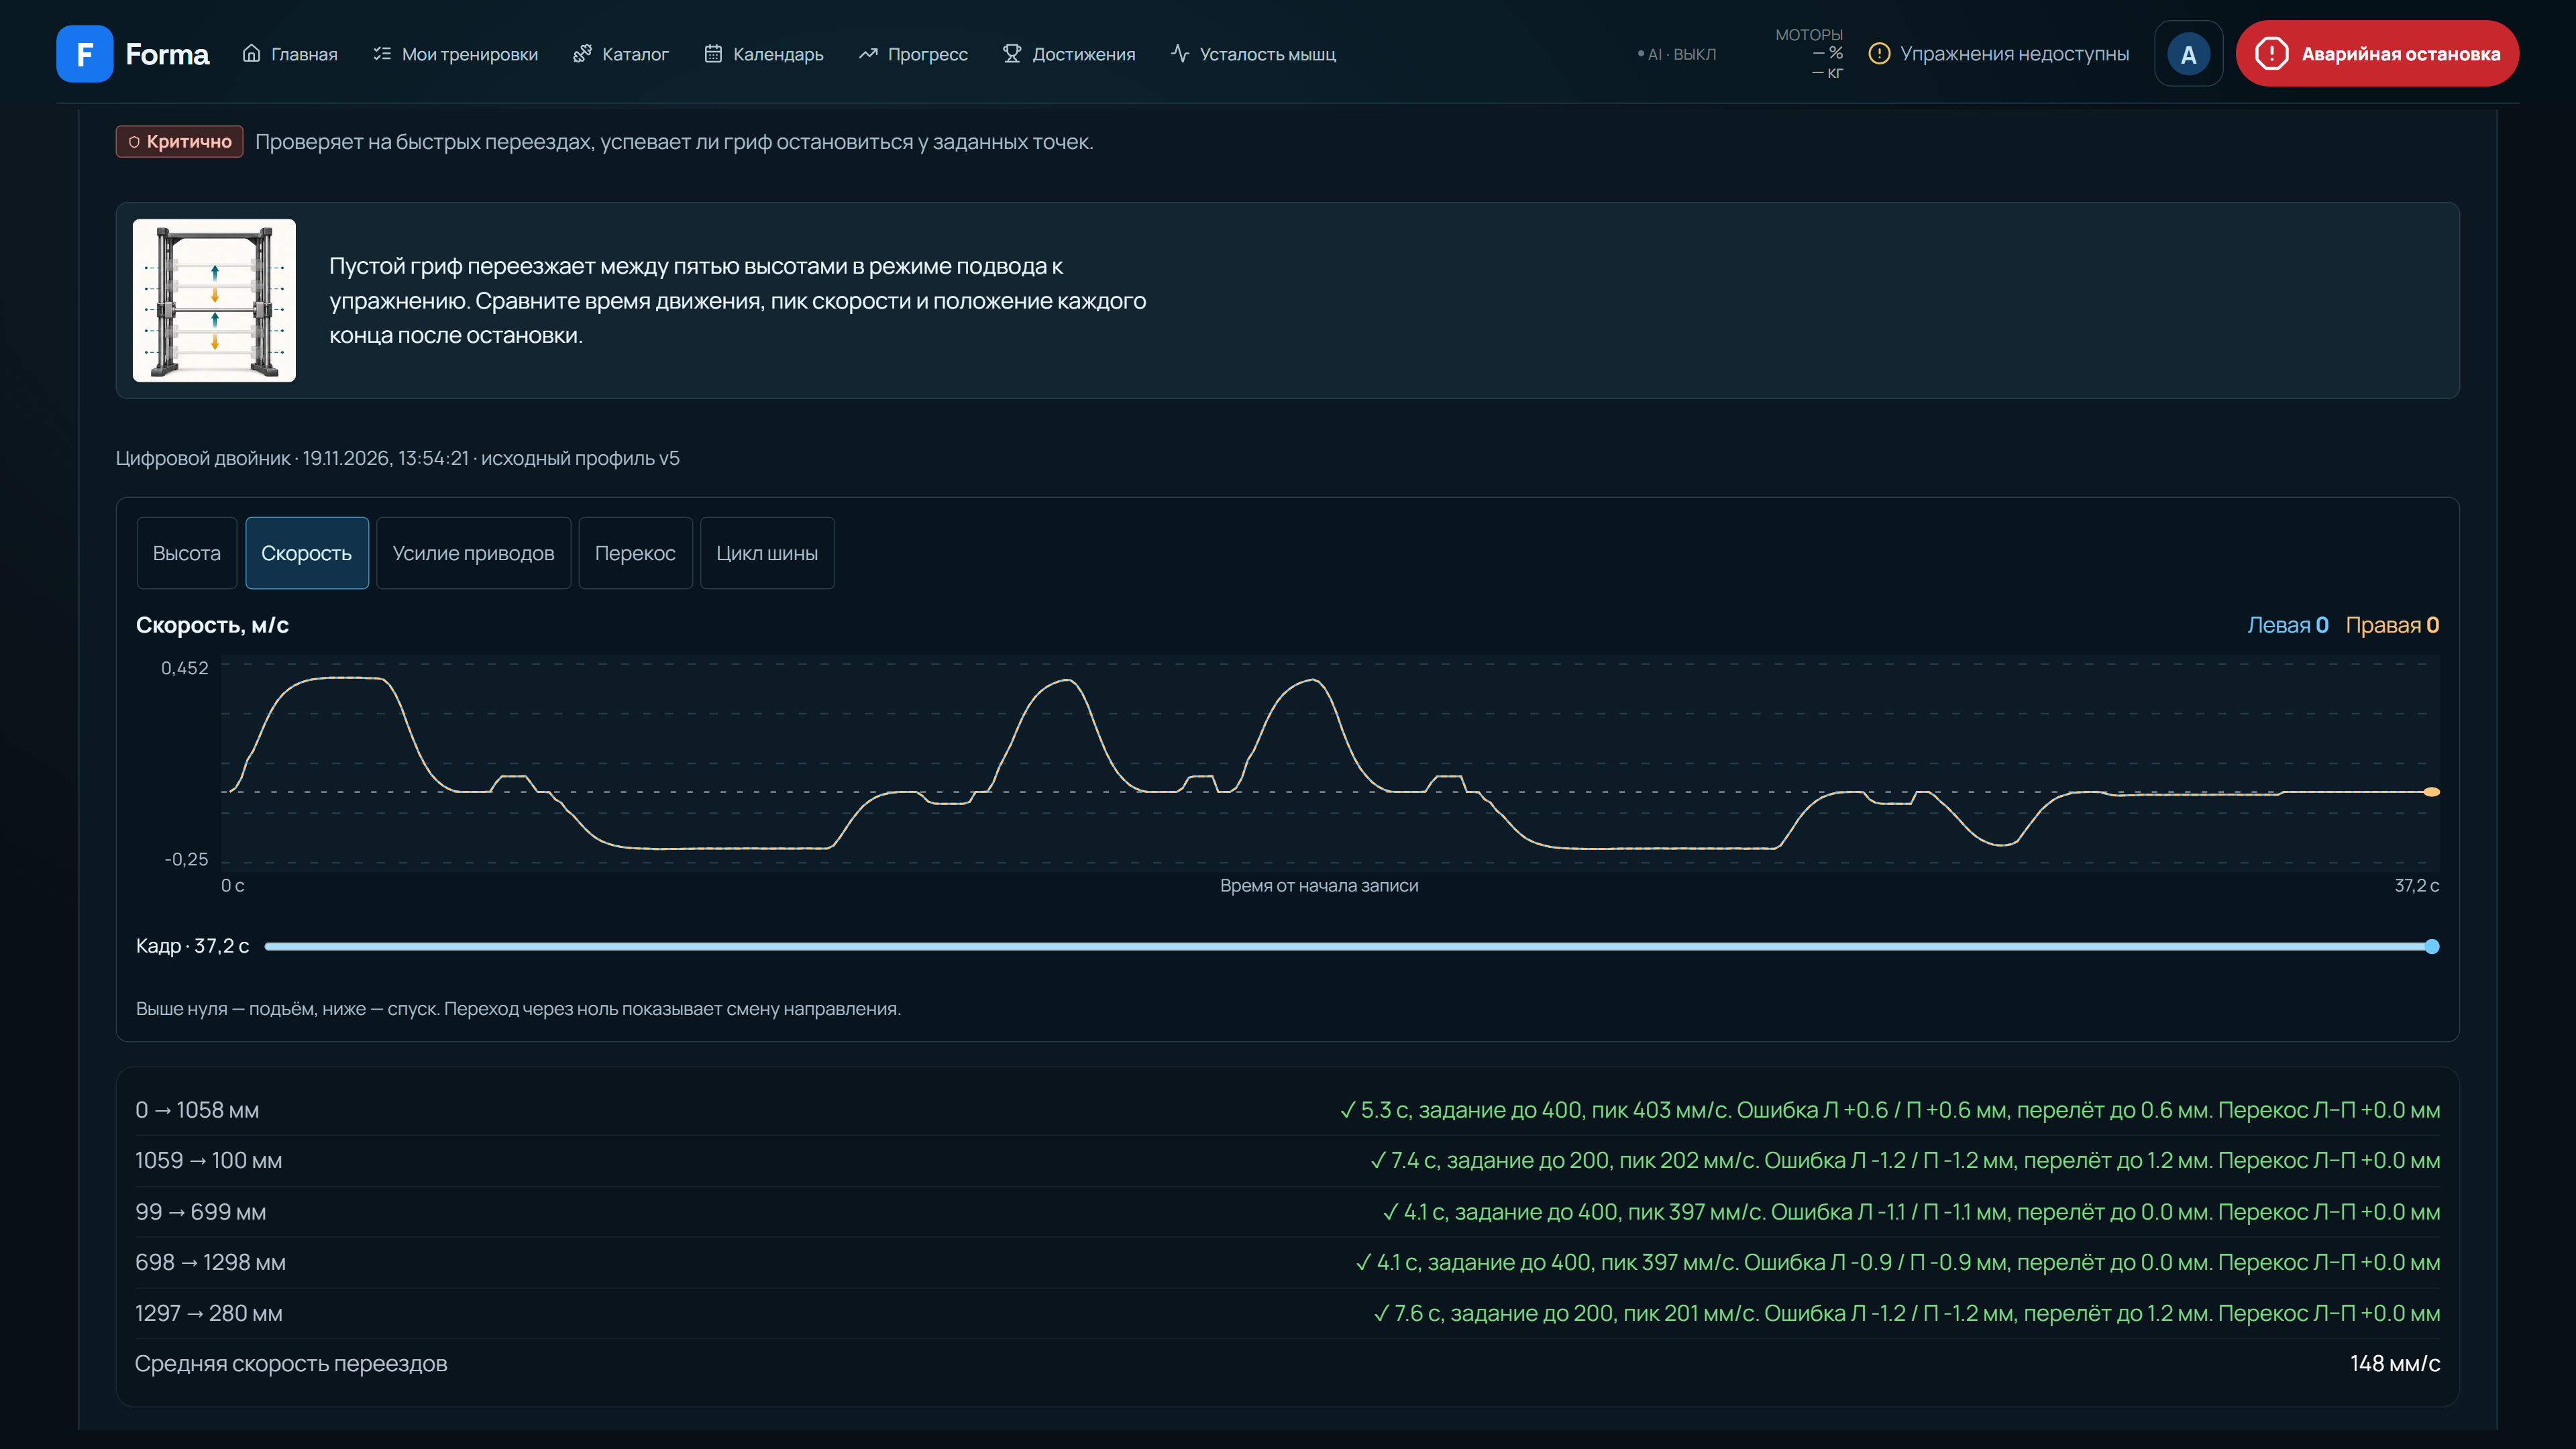 F Forma Главная Мои тренировки Каталог Календарь Прогресс Достижения Усталость мышц AI · ВЫКЛ МОТОРЫ
— %
— кг
Упражнения недоступны A Аварийная остановка
Критично Проверяет на быстрых переездах, успевает ли гриф остановиться у заданных точек.
Пустой гриф переезжает между пятью высотами в режиме подвода к
упражнению. Сравните время движения, пик скорости и положение каждого
конца после остановки.
Цифровой двойник · 19.11.2026, 13:54:21 · исходный профиль v5
Высота Скорость Усилие приводов Перекос Цикл шины
Скорость, м/с Левая 0 Правая 0
0,452
-0,25
0 с Время от начала записи 37,2 с
Кадр · 37,2 с
Выше нуля — подъём, ниже — спуск. Переход через ноль показывает смену направления.
0 → 1058 мм ✓ 5.3 с, задание до 400, пик 403 мм/с. Ошибка Л +0.6 / П +0.6 мм, перелёт до 0.6 мм. Перекос Л−П +0.0 мм
1059 → 100 мм ✓ 7.4 с, задание до 200, пик 202 мм/с. Ошибка Л -1.2 / П -1.2 мм, перелёт до 1.2 мм. Перекос Л−П +0.0 мм
99 → 699 мм ✓ 4.1 с, задание до 400, пик 397 мм/с. Ошибка Л -1.1 / П -1.1 мм, перелёт до 0.0 мм. Перекос Л−П +0.0 мм
698 → 1298 мм ✓ 4.1 с, задание до 400, пик 397 мм/с. Ошибка Л -0.9 / П -0.9 мм, перелёт до 0.0 мм. Перекос Л−П +0.0 мм
1297 → 280 мм ✓ 7.6 с, задание до 200, пик 201 мм/с. Ошибка Л -1.2 / П -1.2 мм, перелёт до 1.2 мм. Перекос Л−П +0.0 мм
Средняя скорость переездов 148 мм/с